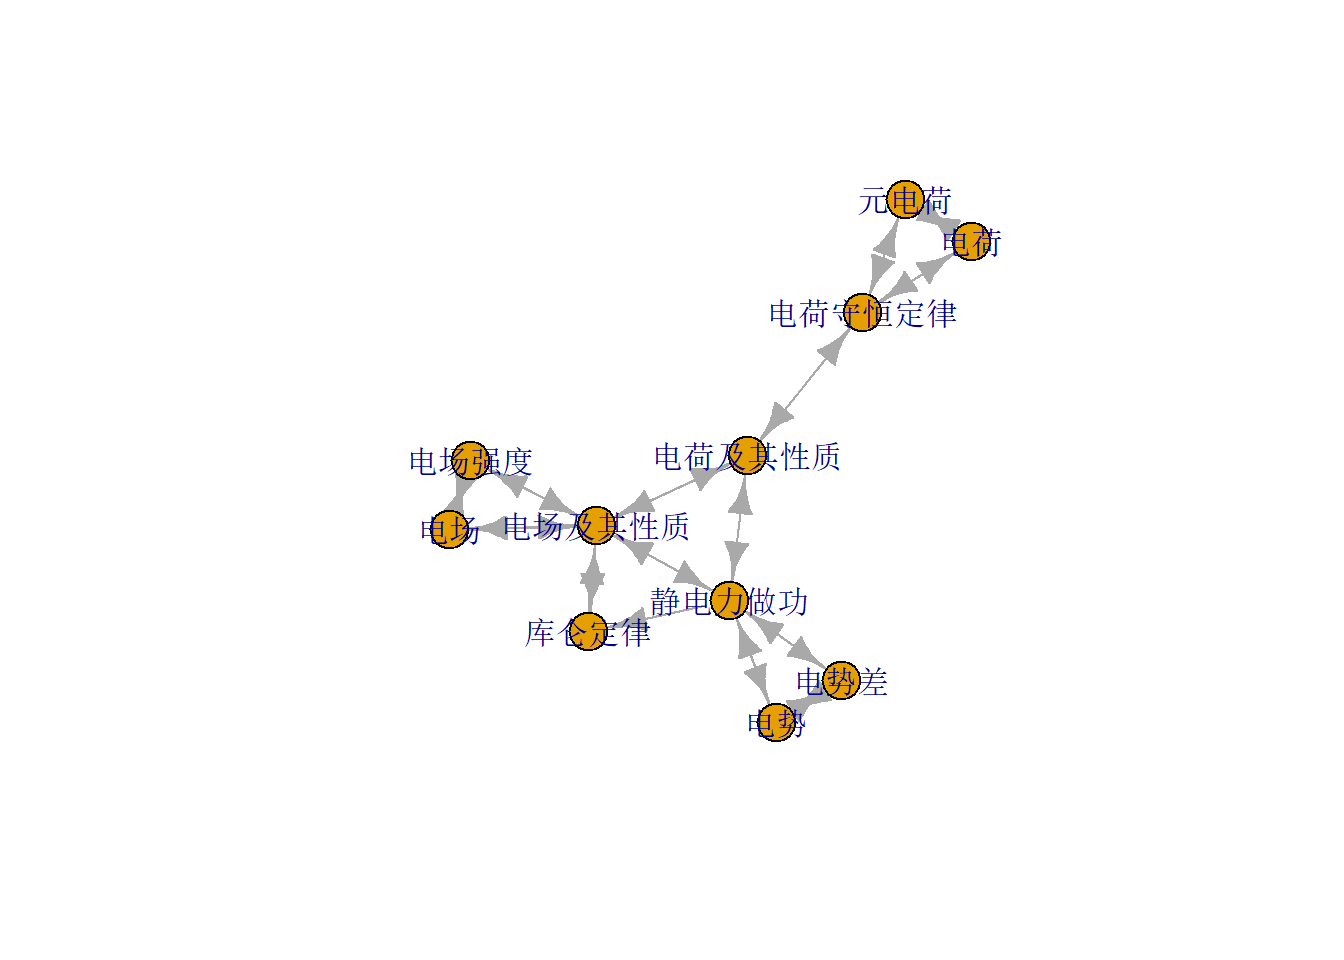 元电荷
电荷
电荷守恒定律
电荷及其性质
电场强度
电场及其性质
电场
静电力做功
库仑定律
电势差
电势